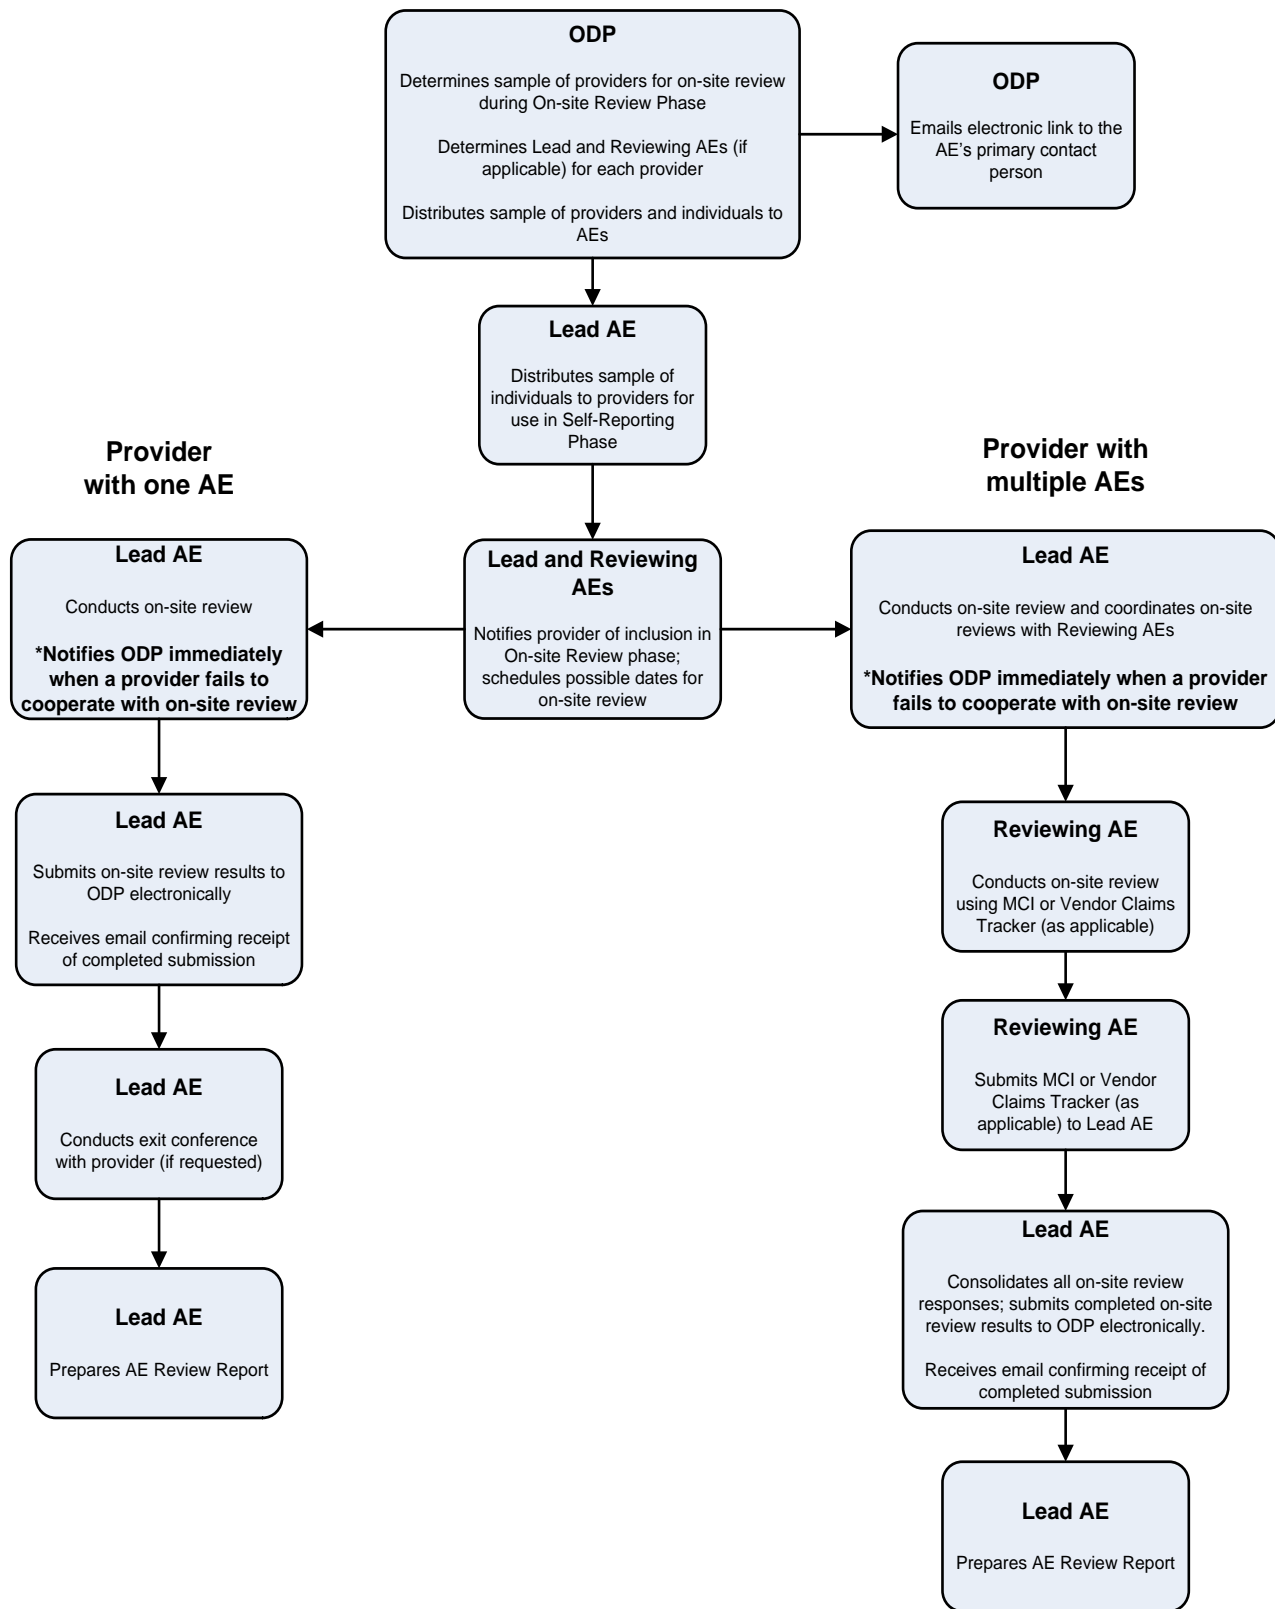 ODP
Determines sample of providers for on-site review
during On-site Review Phase
Determines Lead and Reviewing AEs (if
applicable) for each provider
Distributes sample of providers and individuals to
AEs
ODP
Emails electronic link to the
AE's primary contact
person
Lead AE
Distributes sample of
individuals to providers for
use in Self-Reporting
Phase
Provider
with one AE
Provider with
multiple AEs
Lead AE
Conducts on-site review
*Notifies ODP immediately
when a provider fails to
cooperate with on-site review
Lead and Reviewing
AEs
Notifies provider of inclusion in
On-site Review phase;
schedules possible dates for
on-site review
Lead AE
Conducts on-site review and coordinates on-site
reviews with Reviewing AEs
*Notifies ODP immediately when a provider
fails to cooperate with on-site review
Lead AE
Submits on-site review results to
ODP electronically
Receives email confirming receipt
of completed submission
Lead AE
Conducts exit conference
with provider (if requested)
Lead AE
Prepares AE Review Report
Reviewing AE
Conducts on-site review
using MCI or Vendor Claims
Tracker (as applicable)
Reviewing AE
Submits MCI or Vendor
Claims Tracker (as
applicable) to Lead AE
Lead AE
Consolidates all on-site review
responses; submits completed on-site
review results to ODP electronically.
Receives email confirming receipt of
completed submission
Lead AE
Prepares AE Review Report